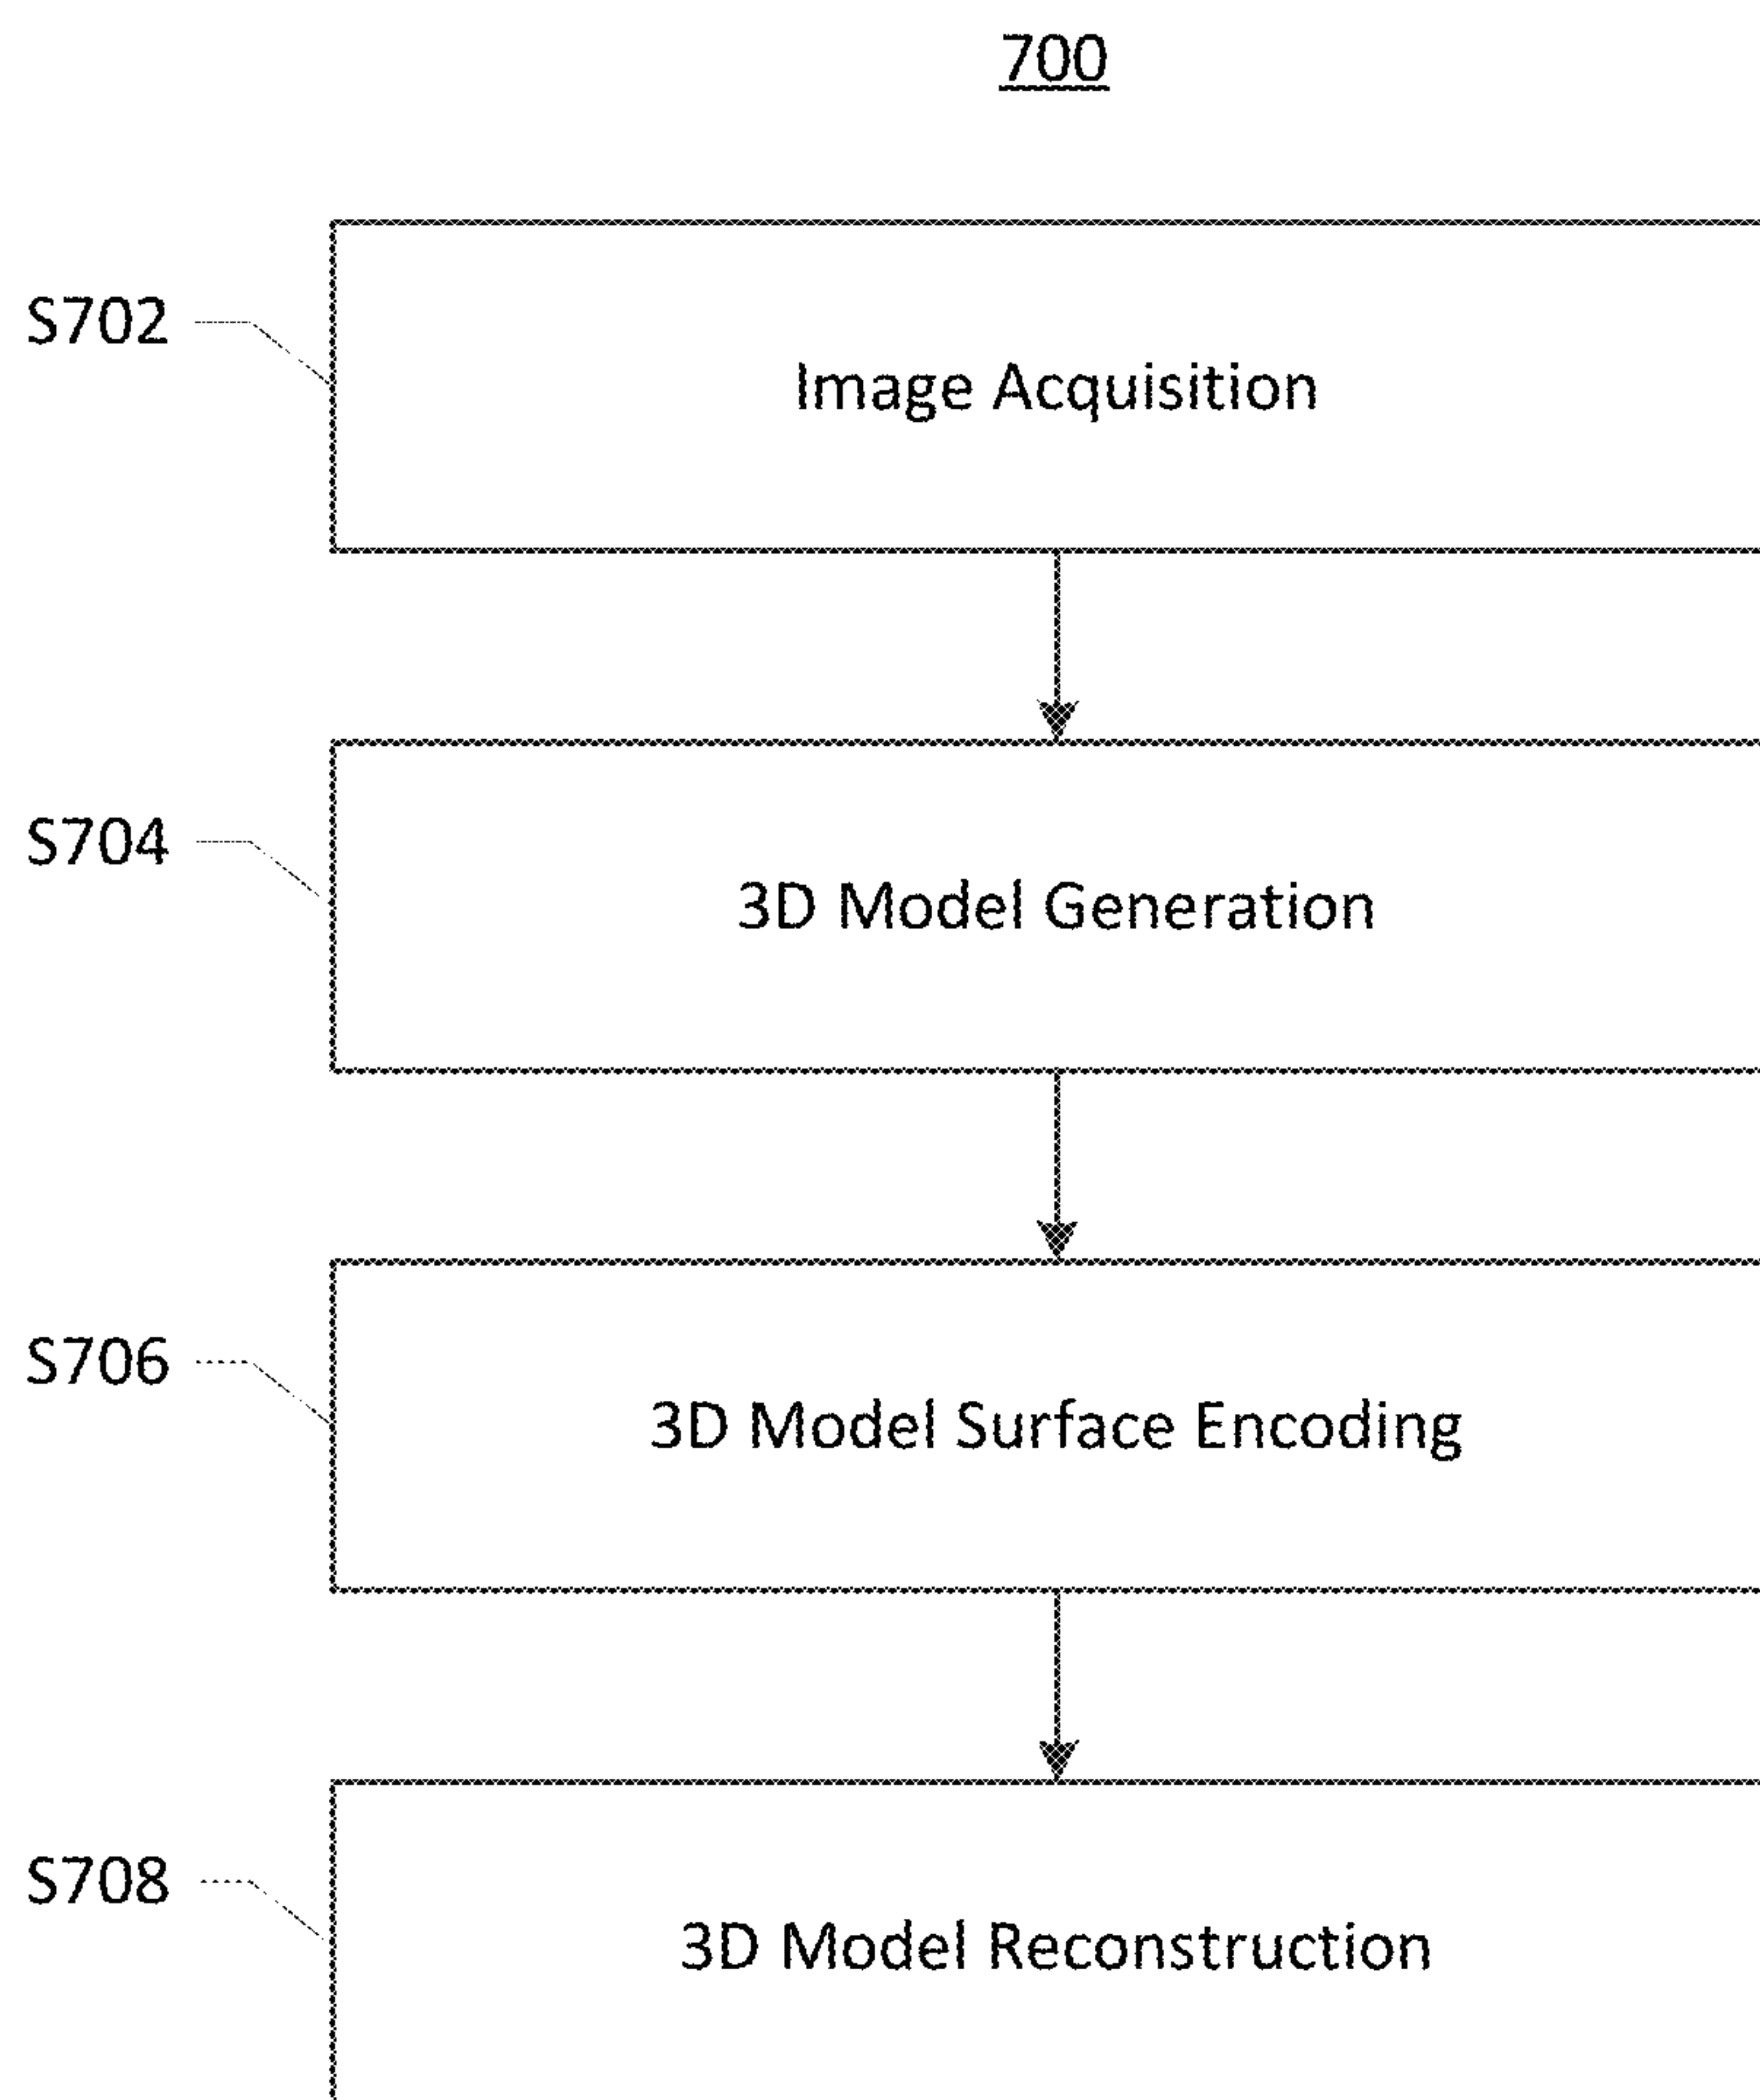 700
S702
Image Acquisition
S704
3D Model Generation
S706
3D Model Surface Encoding
S708
3D Model Reconstruction